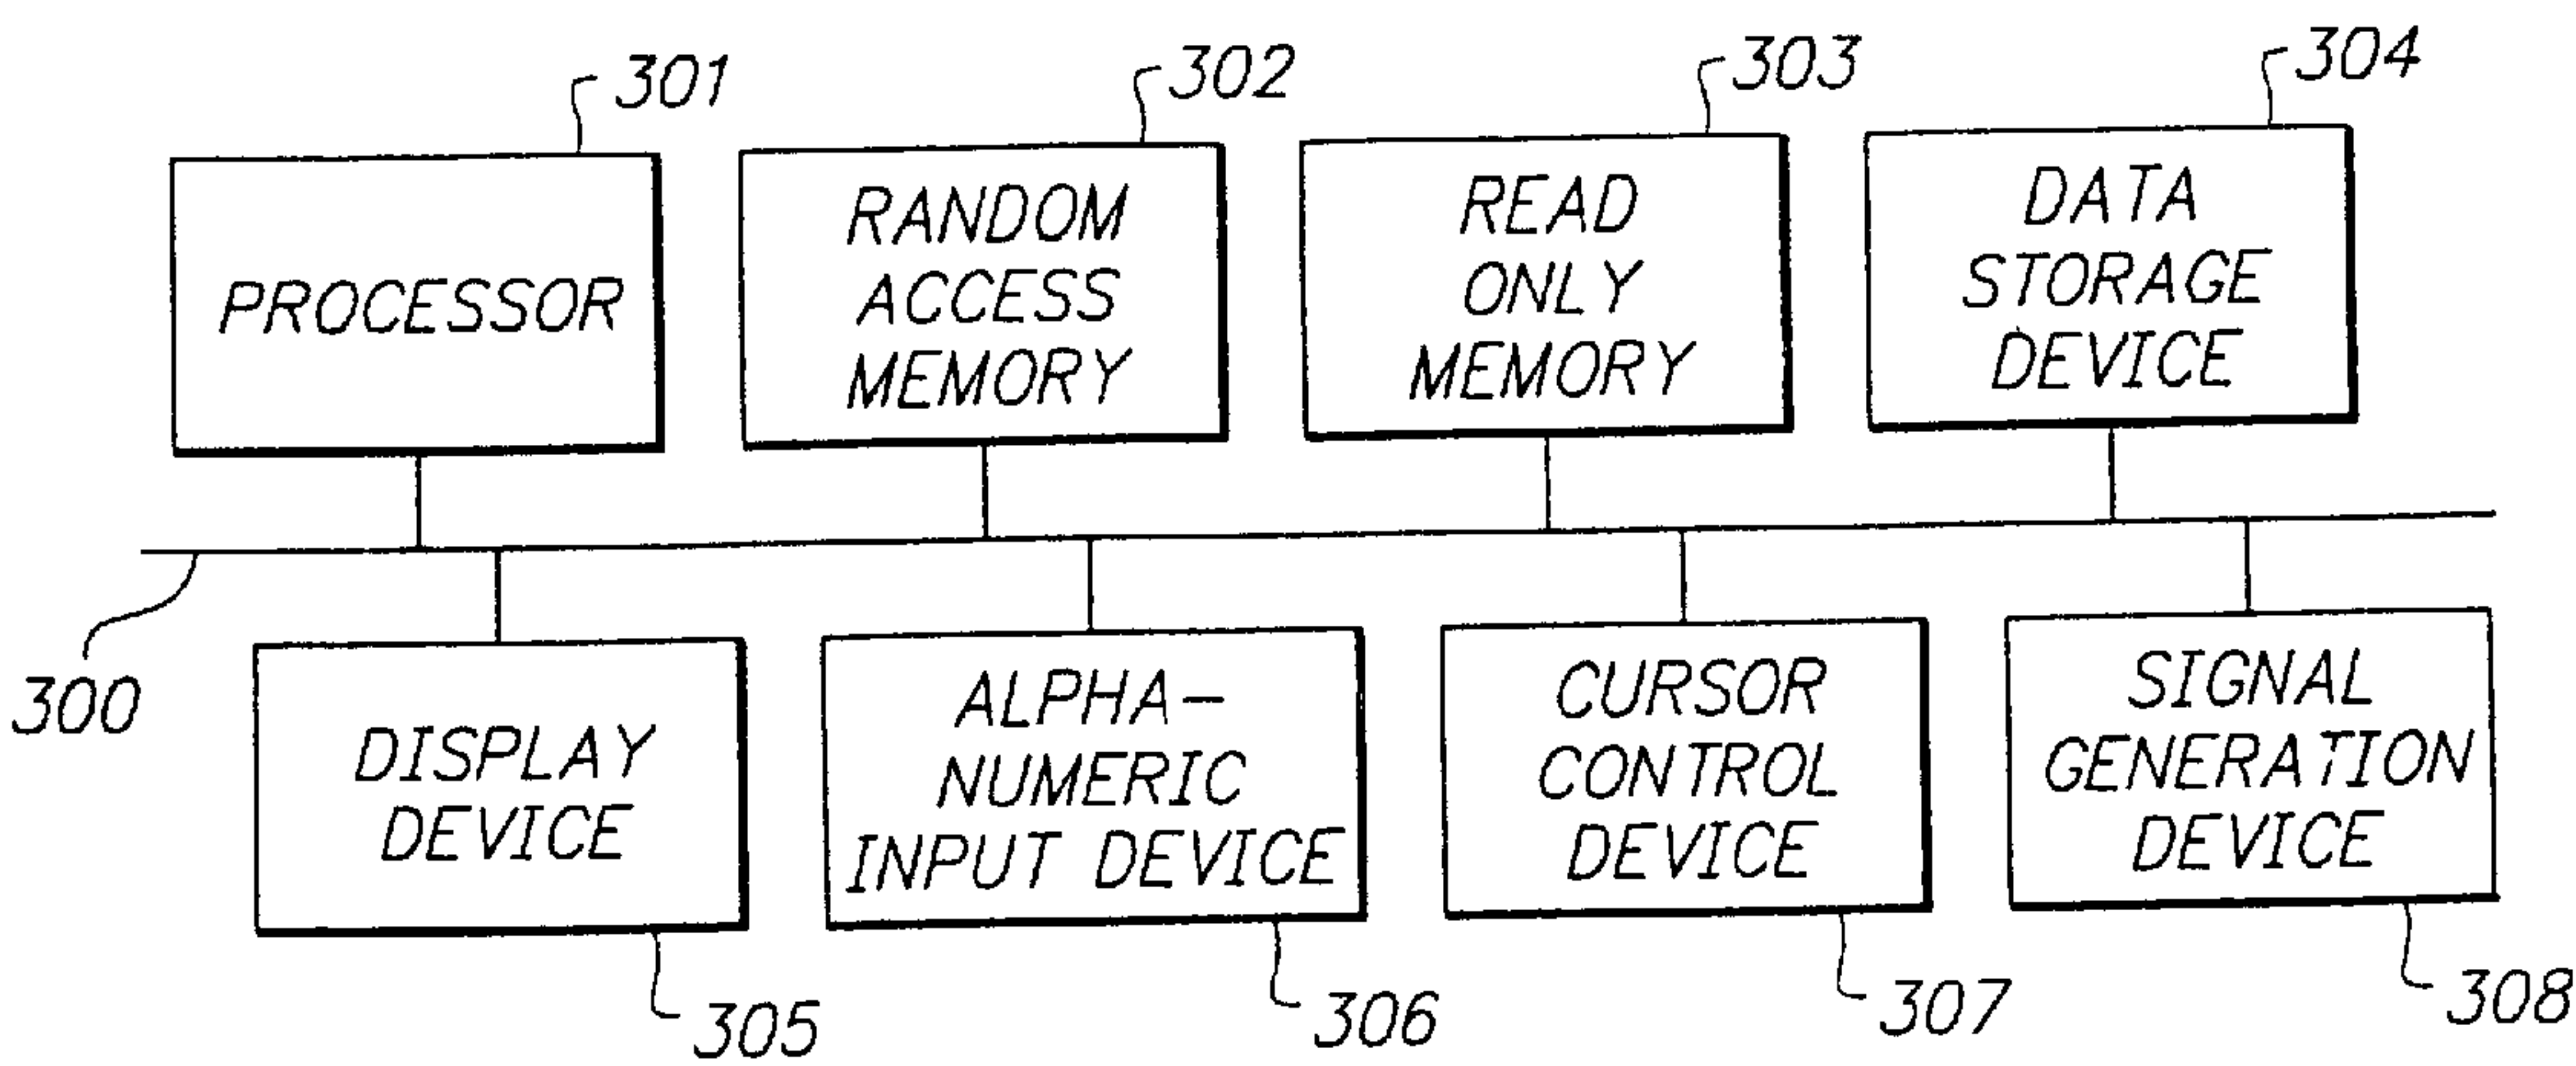 301
302
303
304
PROCESSOR
RANDOM
ACCESS
MEMORY
READ
ONLY
MEMORY
DATA
STORAGE
DEVICE
300
DISPLAY
DEVICE
ALPHA-
NUMERIC
INPUT DEVICE
CURSOR
CONTROL
DEVICE
SIGNAL
GENERATION
DEVICE
305
306
307
308